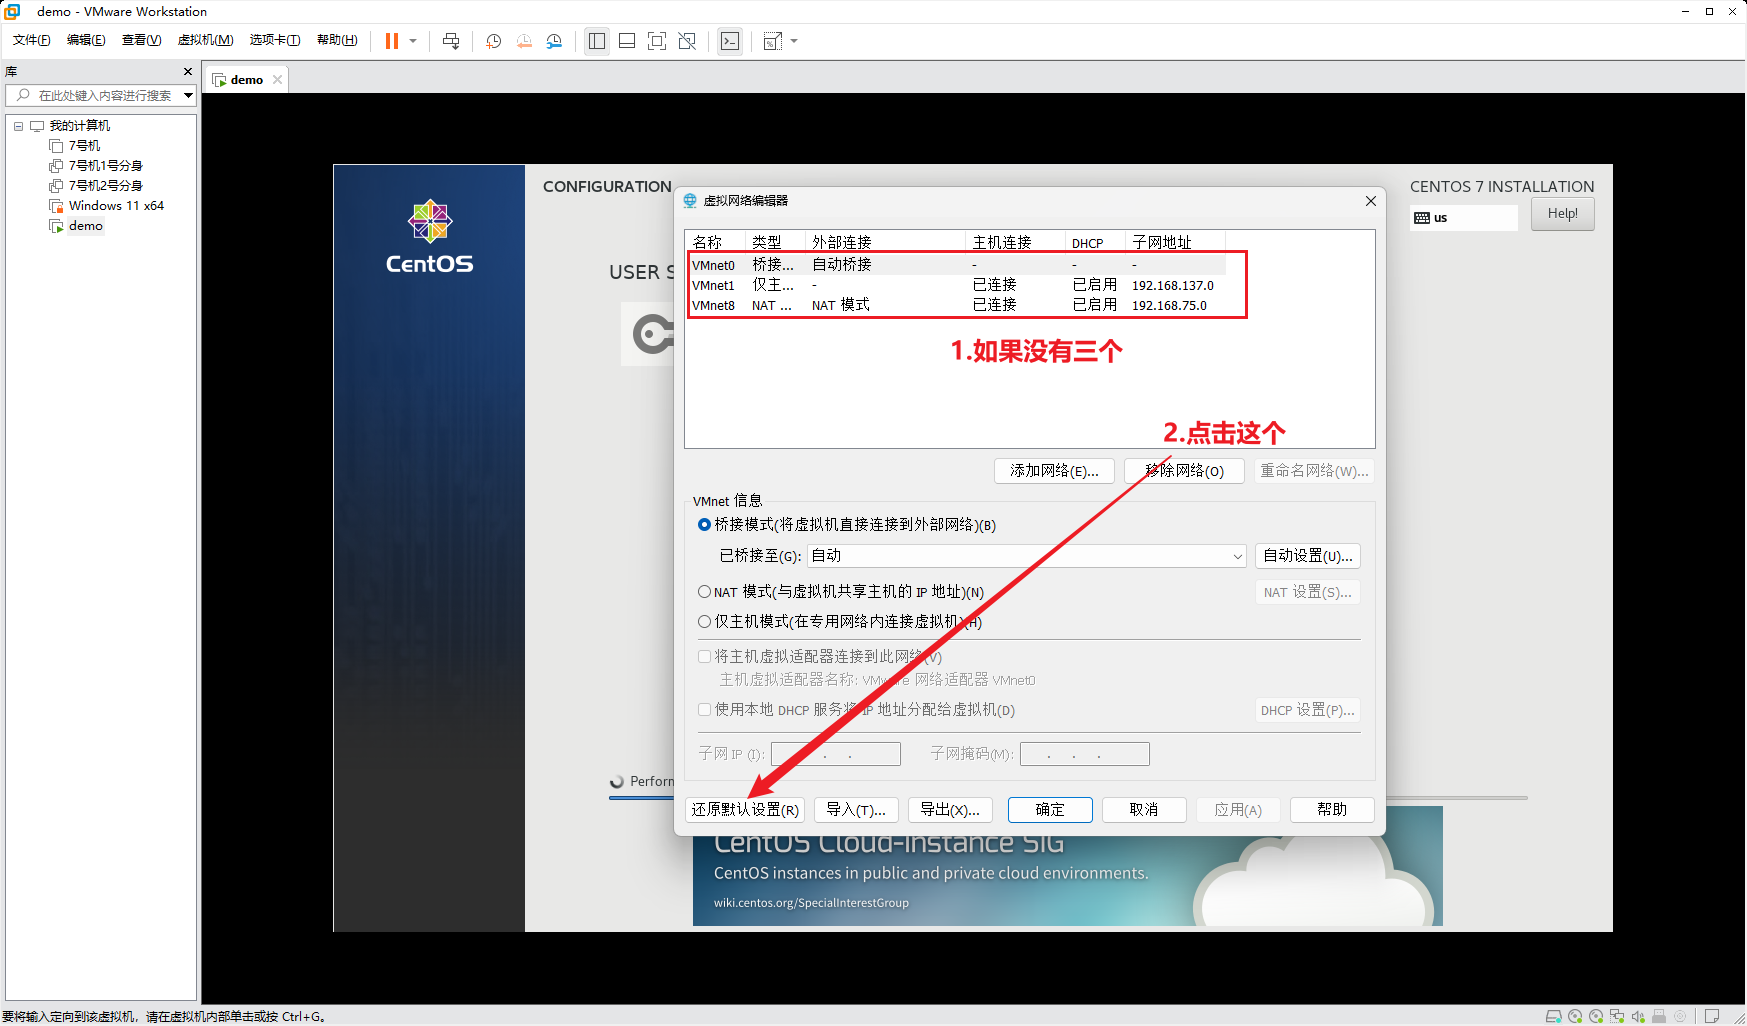 demo - VMware Workstation
文件(F) 编辑(E) 查看(V) 虚拟机(M) 选项卡(T) 帮助(H)
库
在此处键入内容进行搜索
我的计算机
7号机
7号机1号分身
7号机2号分身
Windows 11 x64
demo
demo
CentOS
CONFIGURATION
CENTOS 7 INSTALLATION
us
Help!
USER S
虚拟网络编辑器
名称 类型 外部连接 主机连接 DHCP 子网地址
VMnet0 桥接... 自动桥接 - - -
VMnet1 仅主... - 已连接 已启用 192.168.137.0
VMnet8 NAT ... NAT 模式 已连接 已启用 192.168.75.0
1.如果没有三个
2.点击这个
添加网络(E)... 移除网络(O) 重命名网络(W)...
VMnet 信息
桥接模式(将虚拟机直接连接到外部网络)(B)
已桥接至(G): 自动 自动设置(U)...
NAT 模式(与虚拟机共享主机的 IP 地址)(N) NAT 设置(S)...
仅主机模式(在专用网络内连接虚拟机)(H)
将主机虚拟适配器连接到此网络(V)
主机虚拟适配器名称: VMware 网络适配器 VMnet0
使用本地 DHCP 服务将 IP 地址分配给虚拟机(D) DHCP 设置(P)...
子网 IP (I): . . 子网掩码(M): . . .
Perforn
还原默认设置(R) 导入(T)... 导出(X)... 确定 取消 应用(A) 帮助
CentOS Cloud-Instance SIG
CentOS instances in public and private cloud environments.
wiki.centos.org/SpecialInterestGroup
要将输入定向到该虚拟机，请在虚拟机内部单击或按 Ctrl+G。